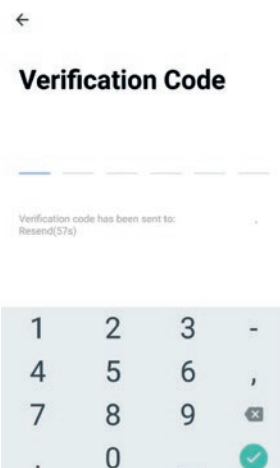 Verification Code
Verification code has been sent to:
Resend(57s)
1 2 3 -
4 5 6 ,
7 8 9
. 0